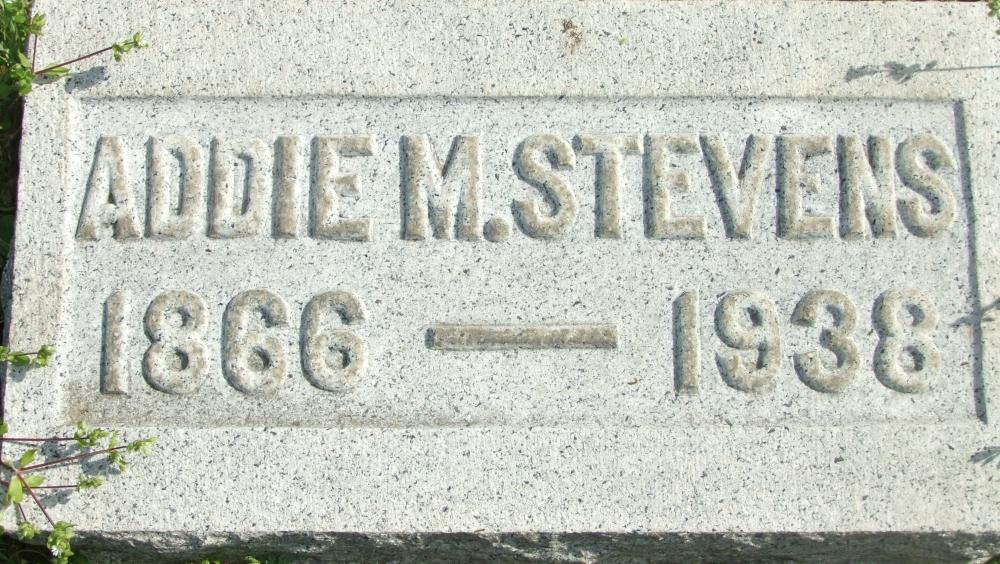 ADDIE M. STEVENS
1866 — 1938